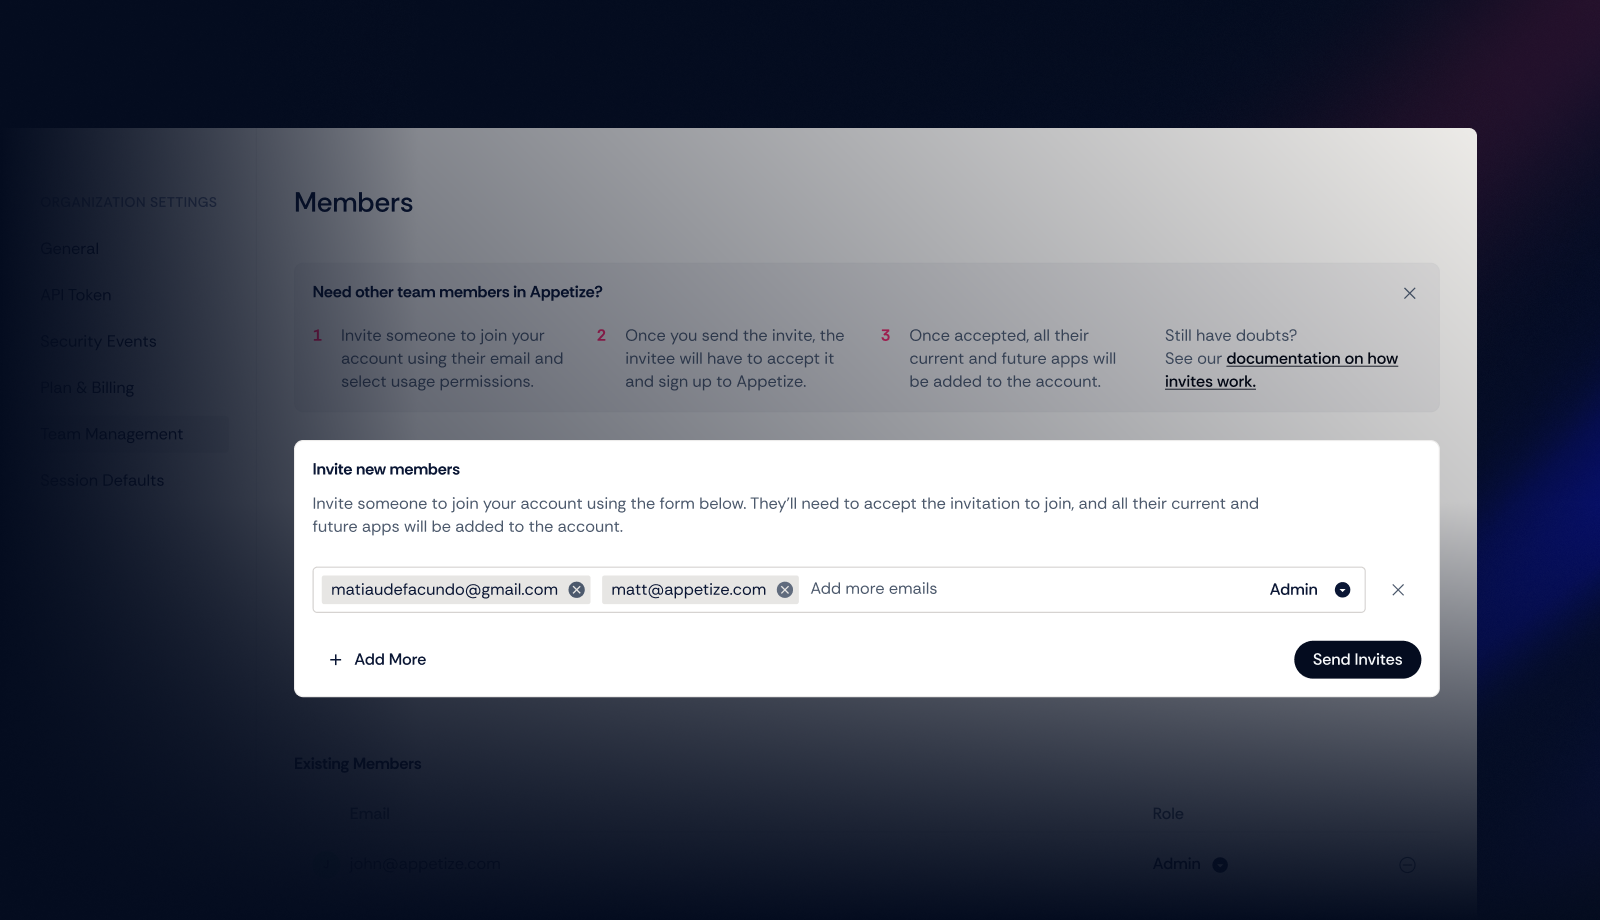 ORGANIZATION SETTINGS
General
API Token
Security Events
Plan & Billing
Team Management
Session Defaults
Members
Need other team members in Appetize?
1 Invite someone to join your
account using their email and
select usage permissions.
2 Once you send the invite, the
invitee will have to accept it
and sign up to Appetize.
3 Once accepted, all their
current and future apps will
be added to the account.
Still have doubts?
See our documentation on how
invites work.
Invite new members
Invite someone to join your account using the form below. They'll need to accept the invitation to join, and all their current and
future apps will be added to the account.
matiaudefacundo@gmail.com matt@appetize.com Add more emails Admin
+ Add More Send Invites
Existing Members
Email Role
Admin